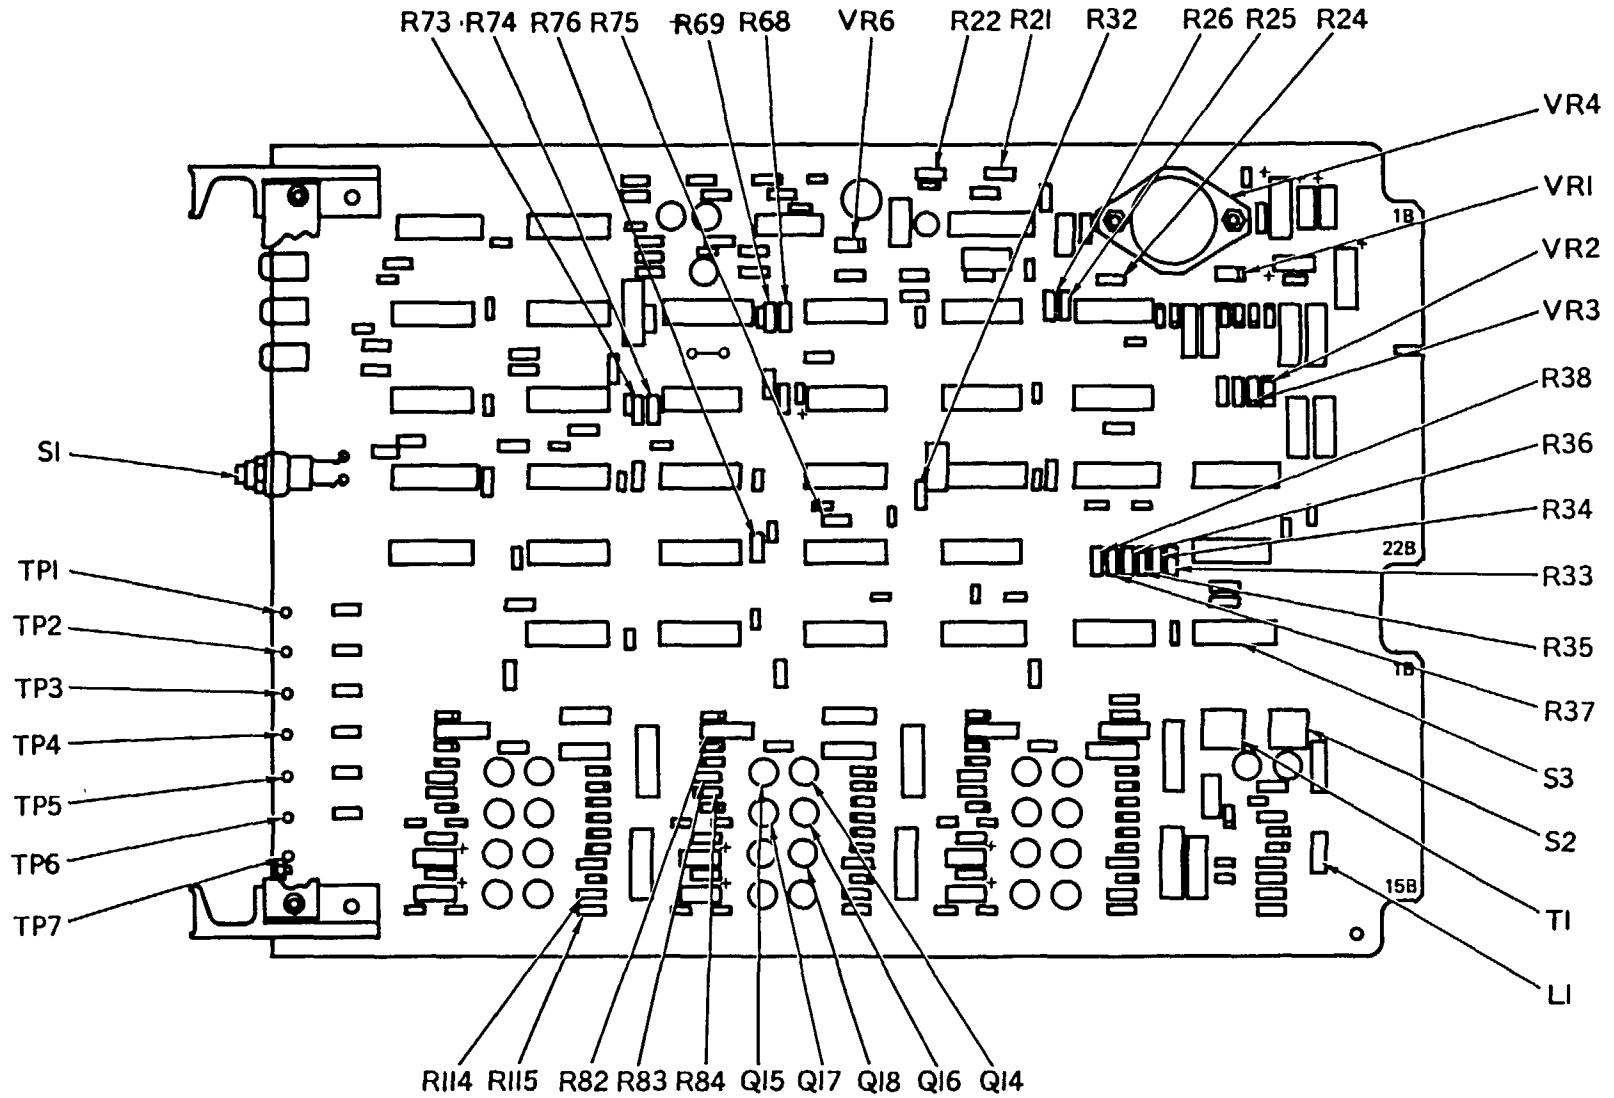 R73 R74 R76 R75 R69 R68 VR6 R22 R21 R32 R26 R25 R24
VR4
VR1
1B
VR2
VR3
R38
R36
S1
R34
22B
TP1
R33
TP2
R35
1B
TP3
R37
TP4
S3
TP5
S2
TP6
15B
TP7
T1
L1
R114 R115 R82 R83 R84 Q15 Q17 Q18 Q16 Q14